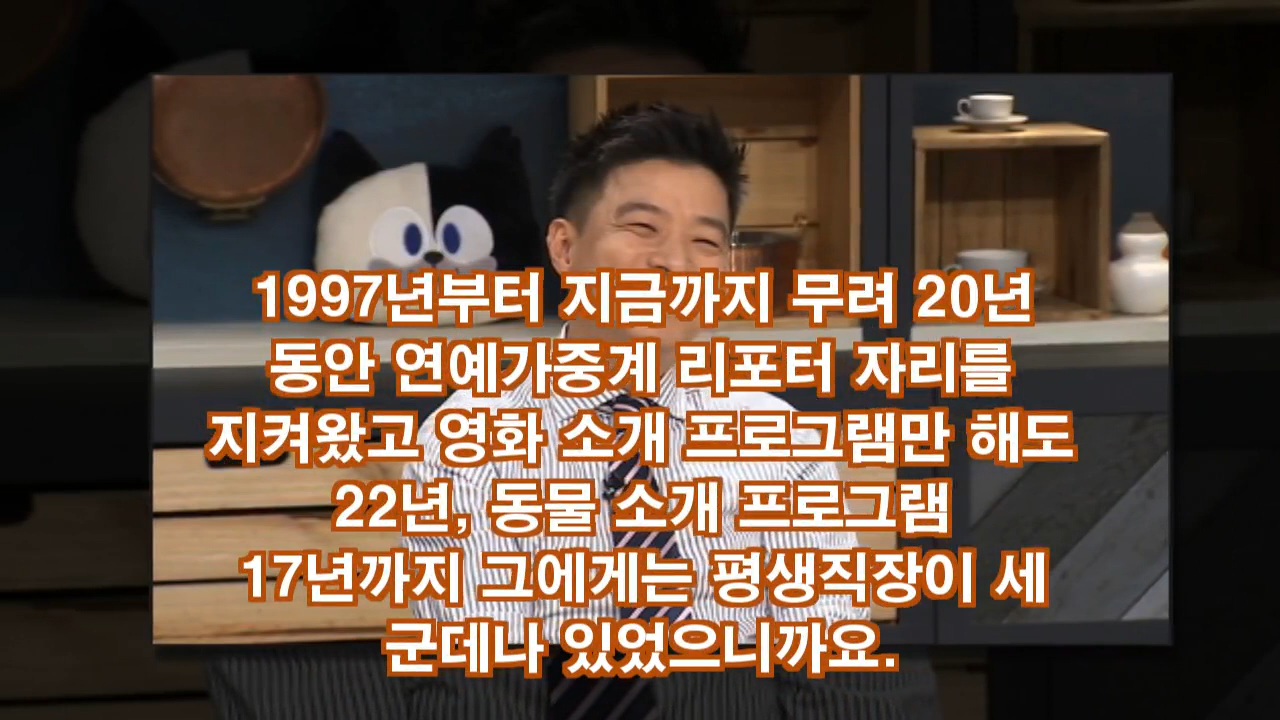 1997년부터 지금까지 무려 20년
동안 연예가중계 리포터 자리를
지켜왔고 영화 소개 프로그램만 해도
22년, 동물 소개 프로그램
17년까지 그에게는 평생직장이 세
군데나 있었으니까요.